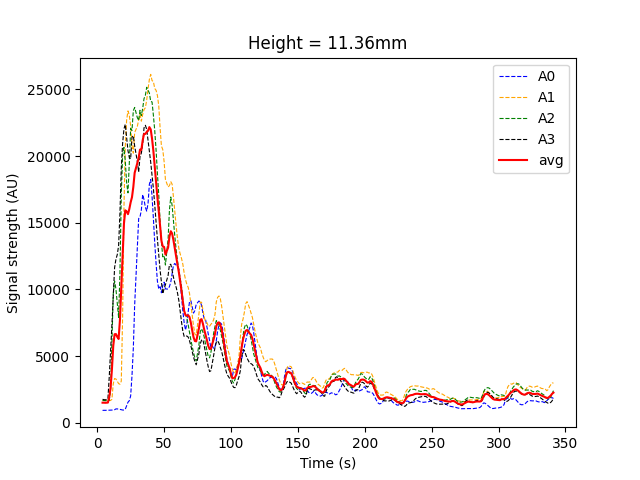 Height = 11.36mm
Signal strength (AU)
25000
20000
15000
10000
5000
0
A0
A1
A2
A3
avg
0 50 100 150 200 250 300 350
Time (s)